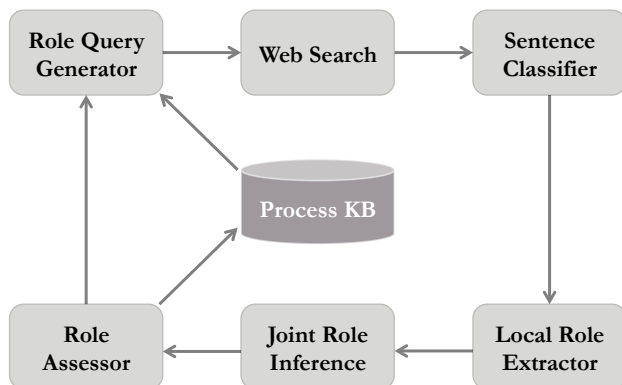 Role Query
Generator
Web Search
Sentence
Classifier
Process KB
Role
Assessor
Joint Role
Inference
Local Role
Extractor